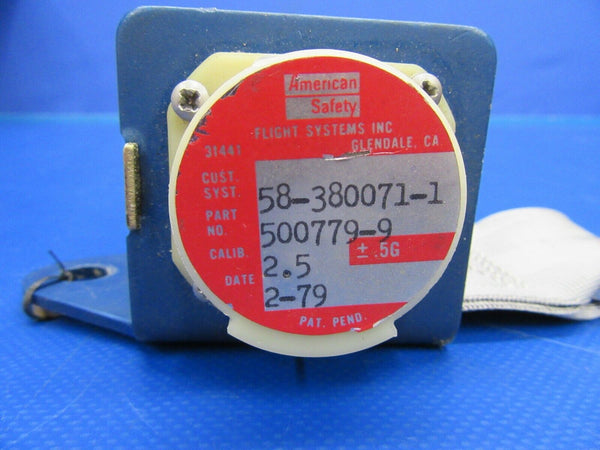 American
Safety
FLIGHT SYSTEMS INC
31441 GLENDALE, CA
CUST.
SYST. 58-380071-1
PART
NO. 500779-9
± .5G
CALIB. 2.5
DATE 2-79
PAT. PEND.